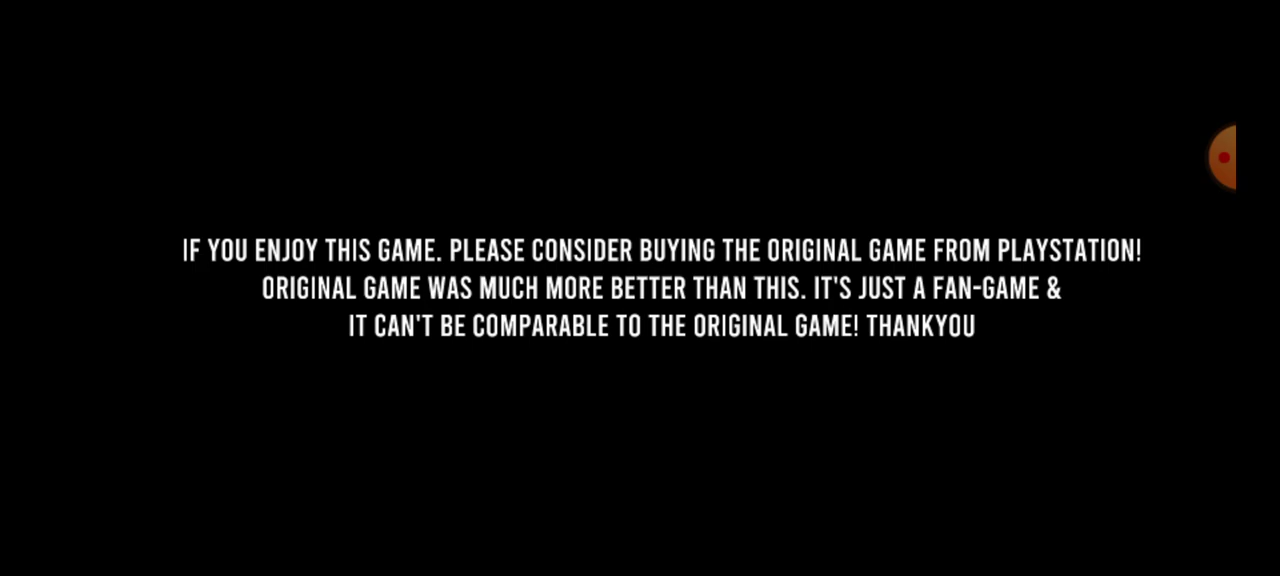 IF YOU ENJOY THIS GAME. PLEASE CONSIDER BUYING THE ORIGINAL GAME FROM PLAYSTATION!
ORIGINAL GAME WAS MUCH MORE BETTER THAN THIS. IT'S JUST A FAN-GAME &
IT CAN'T BE COMPARABLE TO THE ORIGINAL GAME! THANKYOU